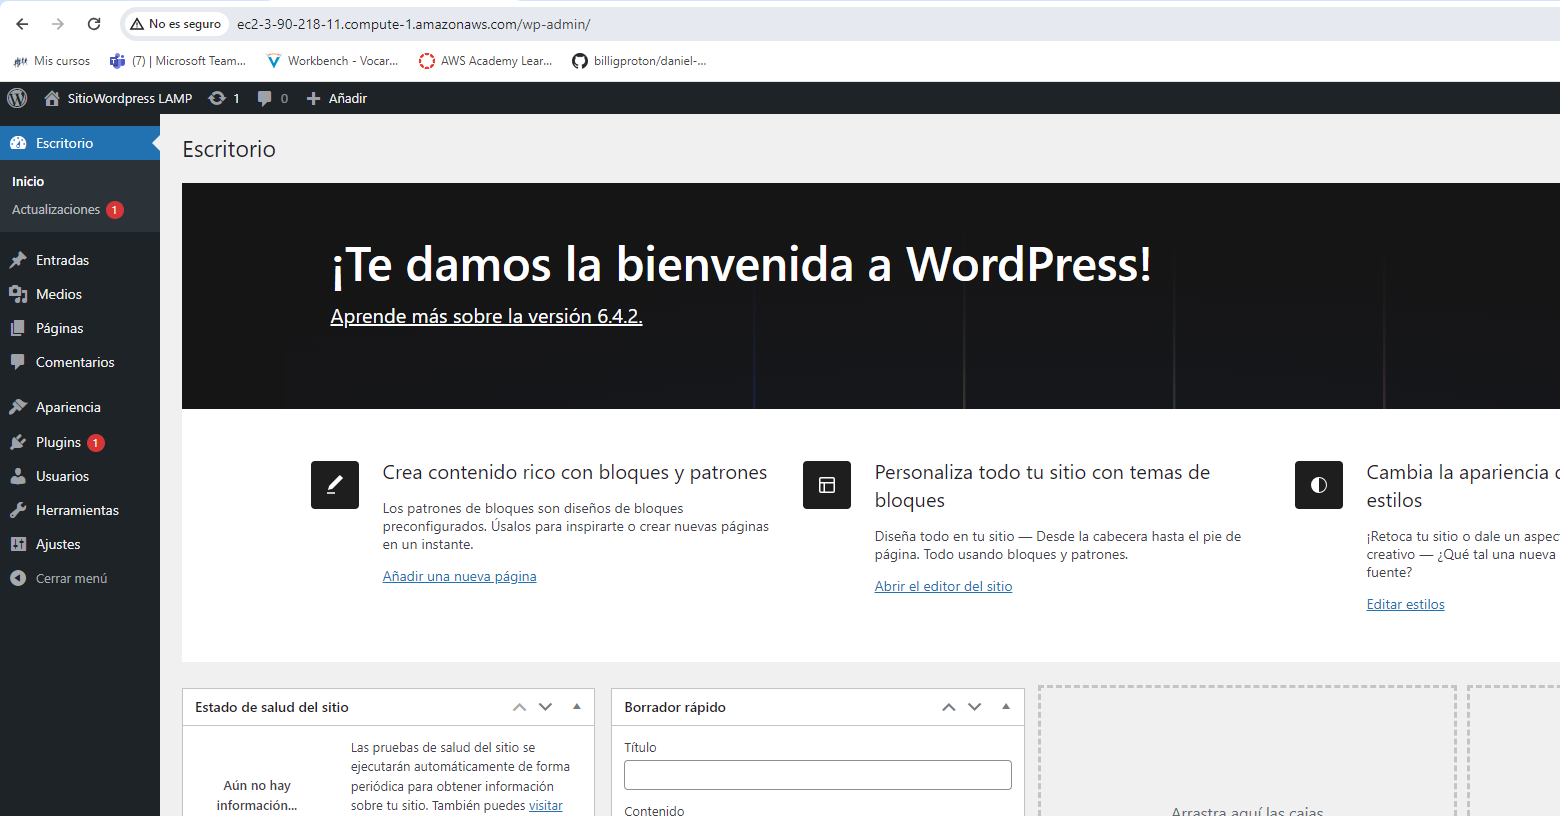 No es seguro ec2-3-90-218-11.compute-1.amazonaws.com/wp-admin/
Mis cursos (7) | Microsoft Team... Workbench - Vocar... AWS Academy Lear... billigproton/daniel-...
SitioWordpress LAMP 1 0 Añadir
Escritorio
Inicio
Actualizaciones 1
Entradas
Medios
Páginas
Comentarios
Apariencia
Plugins 1
Usuarios
Herramientas
Ajustes
Cerrar menú
Escritorio
¡Te damos la bienvenida a WordPress!
Aprende más sobre la versión 6.4.2.
Crea contenido rico con bloques y patrones
Los patrones de bloques son diseños de bloques
preconfigurados. Úsalos para inspirarte o crear nuevas páginas
en un instante.
Añadir una nueva página
Personaliza todo tu sitio con temas de
bloques
Diseña todo en tu sitio — Desde la cabecera hasta el pie de
página. Todo usando bloques y patrones.
Abrir el editor del sitio
Cambia la apariencia
estilos
¡Retoca tu sitio o dale un
creativo — ¿Qué tal una nueva
fuente?
Editar estilos
Estado de salud del sitio
Aún no hay
información...
Las pruebas de salud del sitio se
ejecutarán automáticamente de forma
periódica para obtener información
sobre tu sitio. También puedes visitar
Borrador rápido
Título
Contenido
Arrastra aquí las cajas